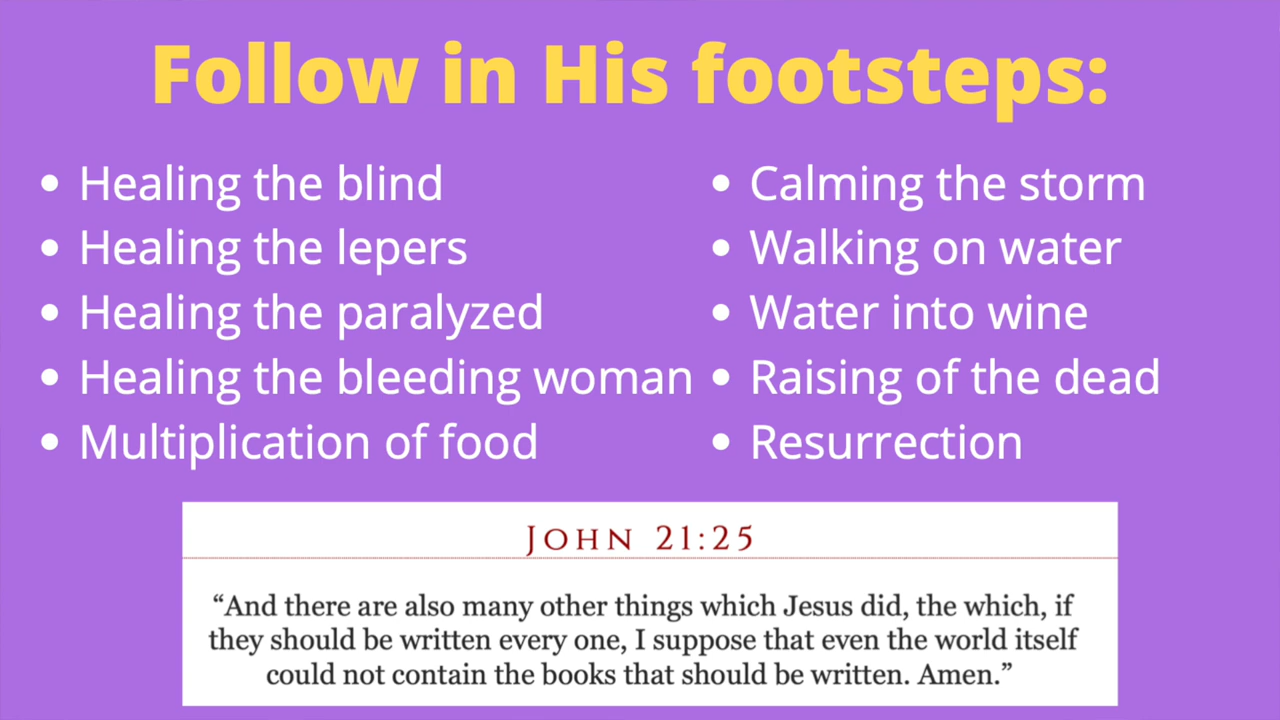 Follow in His footsteps:
• Healing the blind
• Healing the lepers
• Healing the paralyzed
• Healing the bleeding woman
• Multiplication of food
• Calming the storm
• Walking on water
• Water into wine
• Raising of the dead
• Resurrection
John 21:25
“And there are also many other things which Jesus did, the which, if
they should be written every one, I suppose that even the world itself
could not contain the books that should be written. Amen.”